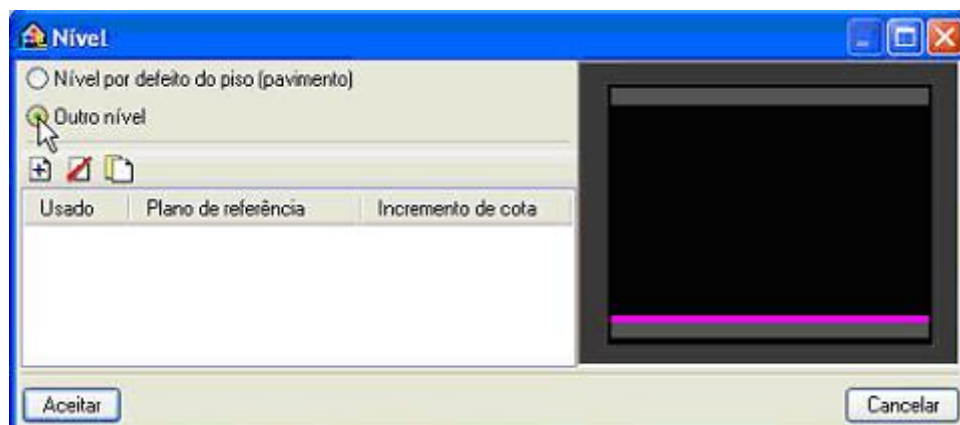 Nível
Nível por defeito do piso (pavimento)
Outro nível
Usado Plano de referência Incremento de cota
Aceitar Cancelar